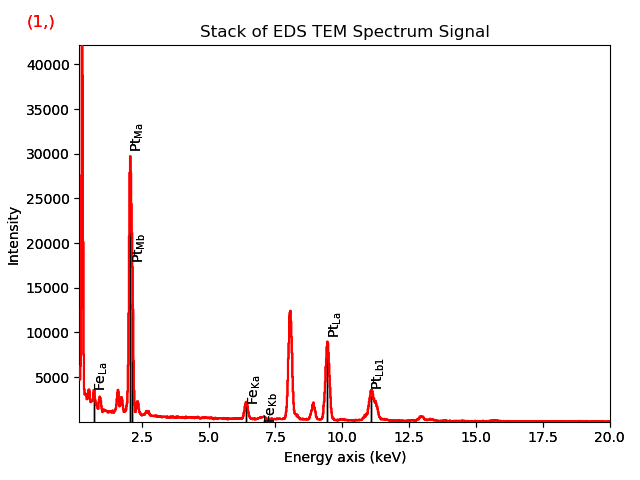 (1,)
Stack of EDS TEM Spectrum Signal
Intensity
40000
35000
30000
25000
20000
15000
10000
5000
Pt_Ma
Pt_Mb
Fe_La
Fe_Ka
Fe_Kb
Pt_La
Pt_Lb1
2.5 5.0 7.5 10.0 12.5 15.0 17.5 20.0
Energy axis (keV)